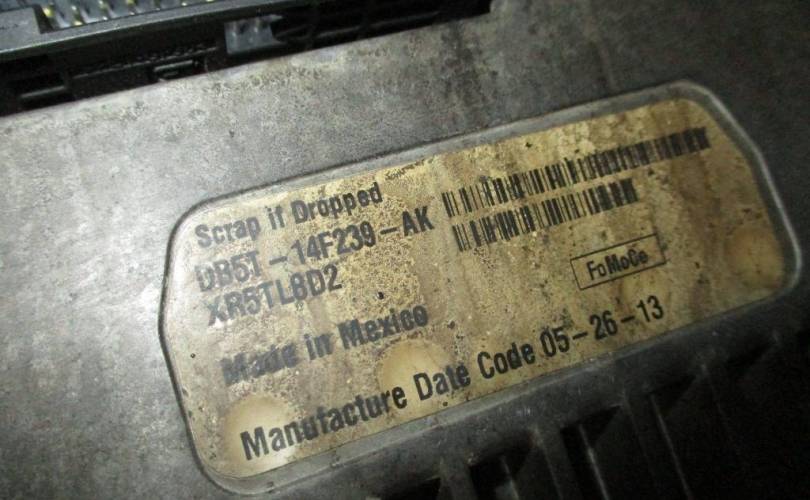 Scrap if Dropped
DB5T-14F239-AK
XR5TL8D2
Made in Mexico
FoMoCo
Manufacture Date Code 05-26-13